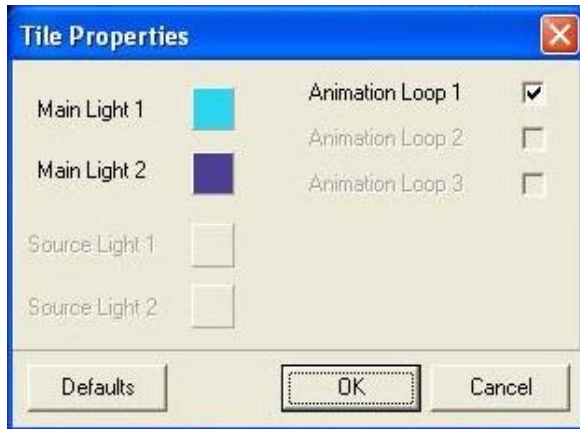 Tile Properties
Main Light 1
Main Light 2
Source Light 1
Source Light 2
Animation Loop 1
Animation Loop 2
Animation Loop 3
Defaults
OK
Cancel